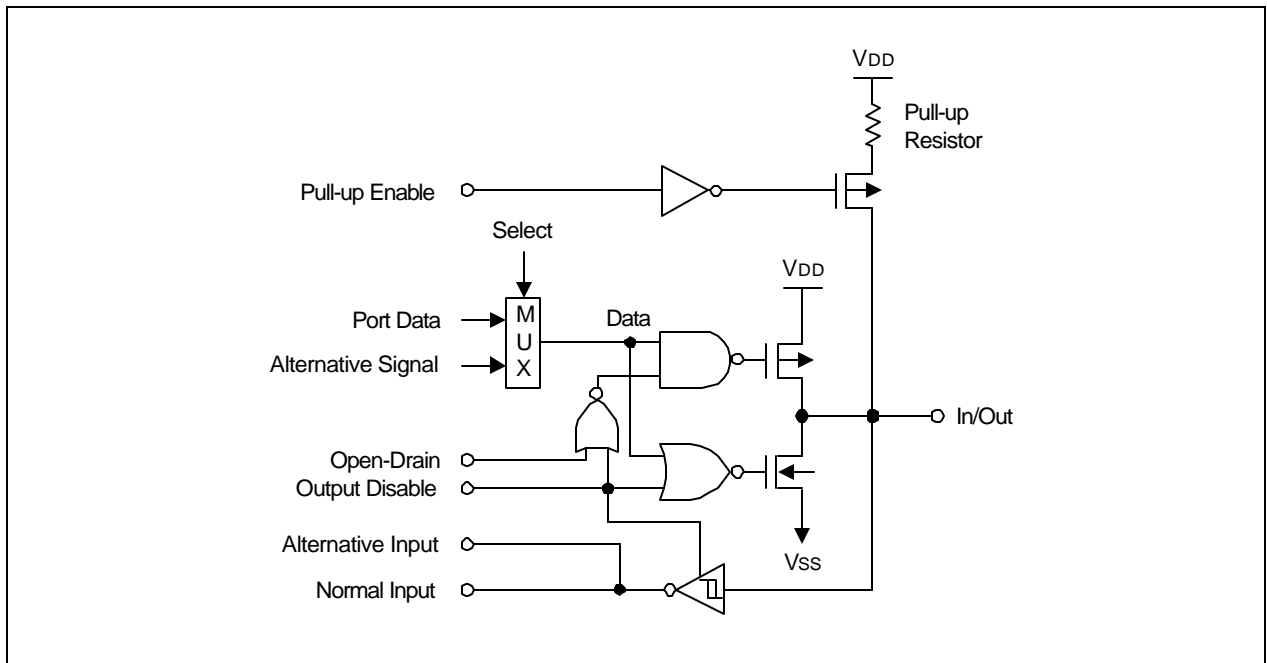 VDD
Pull-up
Resistor
Pull-up Enable
Select
VDD
Port Data
M
U
X
Data
Alternative Signal
In/Out
Open-Drain
Output Disable
Alternative Input
VSS
Normal Input